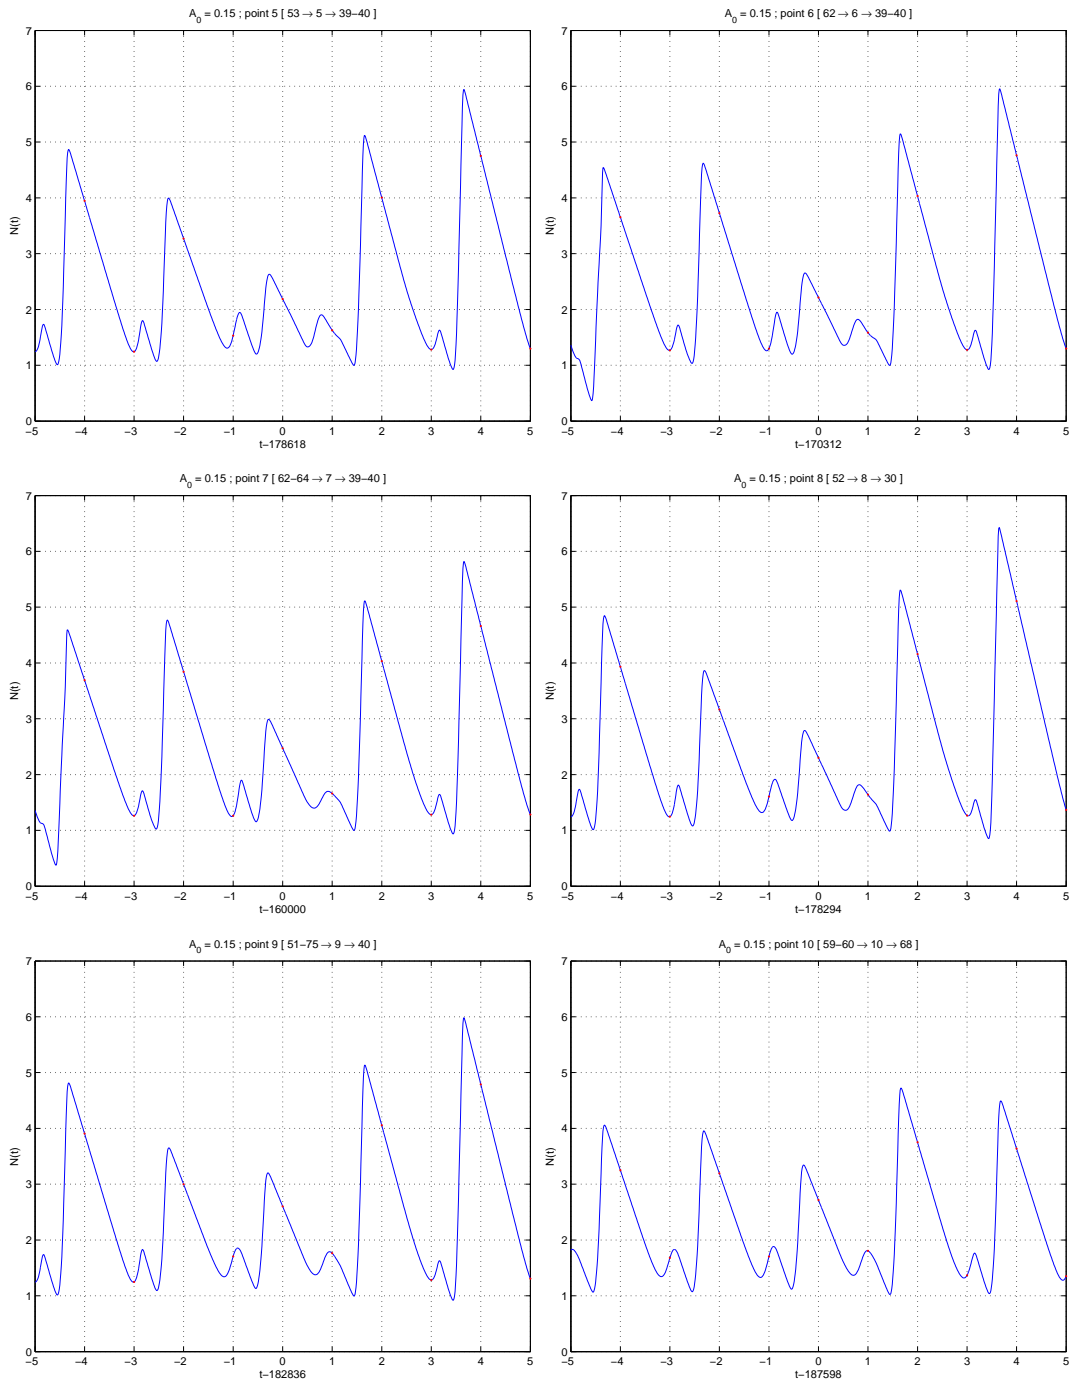 A0 = 0.15 ; point 5 [ 53 → 5 → 39–40 ]
7
6
5
4
3
2
1
0
N(t)
−5 −4 −3 −2 −1 0 1 2 3 4 5
t−178618
A0 = 0.15 ; point 6 [ 62 → 6 → 39–40 ]
7
6
5
4
3
2
1
0
N(t)
−5 −4 −3 −2 −1 0 1 2 3 4 5
t−170312
A0 = 0.15 ; point 7 [ 62–64 → 7 → 39–40 ]
7
6
5
4
3
2
1
0
N(t)
−5 −4 −3 −2 −1 0 1 2 3 4 5
t−160000
A0 = 0.15 ; point 8 [ 52 → 8 → 30 ]
7
6
5
4
3
2
1
0
N(t)
−5 −4 −3 −2 −1 0 1 2 3 4 5
t−178294
A0 = 0.15 ; point 9 [ 51–75 → 9 → 40 ]
7
6
5
4
3
2
1
0
N(t)
−5 −4 −3 −2 −1 0 1 2 3 4 5
t−182836
A0 = 0.15 ; point 10 [ 59–60 → 10 → 68 ]
7
6
5
4
3
2
1
0
N(t)
−5 −4 −3 −2 −1 0 1 2 3 4 5
t−187598